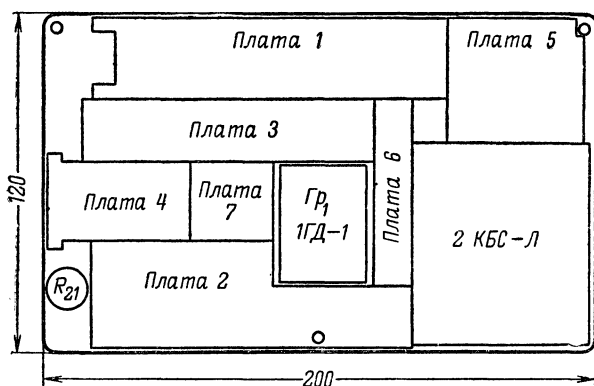 Плата 1
Плата 5
Плата 3
Плата 6
Плата 4
Плата
7
Гр₁
1ГД-1
2 КБС-Л
Плата 2
R₂₁
120
200